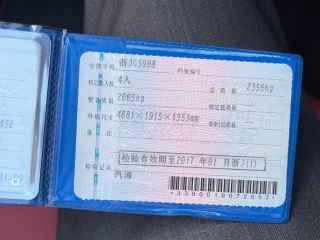 号牌号码 浙JGS988 档案编号
核定载人数 4人 总质量 2350kg
整备质量 2005kg 核定载质量
外廓尺寸 4881×1915×1353mm 准牵引总质量
备注
检验有效期至2017年01月浙J(1)
检验记录
汽油